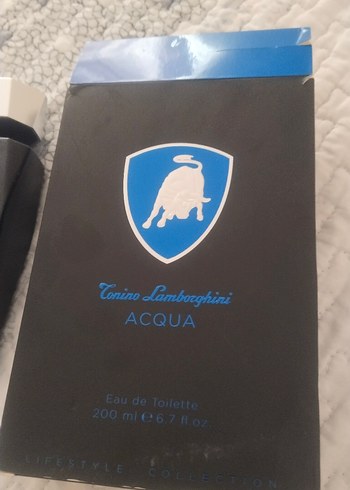 Tonino Lamborghini
ACQUA
Eau de Toilette
200 ml ℮ 6.7 fl oz.
LIFESTYLE COLLECTION